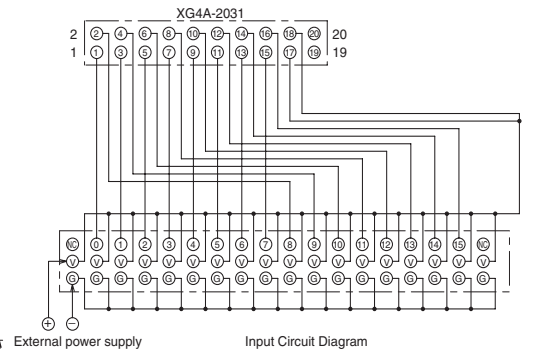 XG4A-2031
2 2 4 6 8 10 12 14 16 18 20 20
1 1 3 5 7 9 11 13 15 17 19 19
NC 0 1 2 3 4 5 6 7 8 9 10 11 12 13 14 15 NC
V V V V V V V V V V V V V V V V V V
G G G G G G G G G G G G G G G G G G
+ −
External power supply Input Circuit Diagram